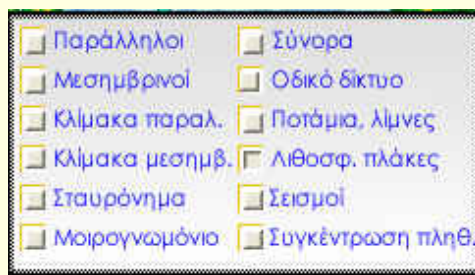 Παράλληλοι
Μεσημβρινοί
Κλίμακα παραλ.
Κλίμακα μεσημβ.
Σταυρόνημα
Μοιρογνωμόνιο
Σύνορα
Οδικό δίκτυο
Ποτάμια, λίμνες
Λιθοσφ. πλάκες
Σεισμοί
Συγκέντρωση πληθ.